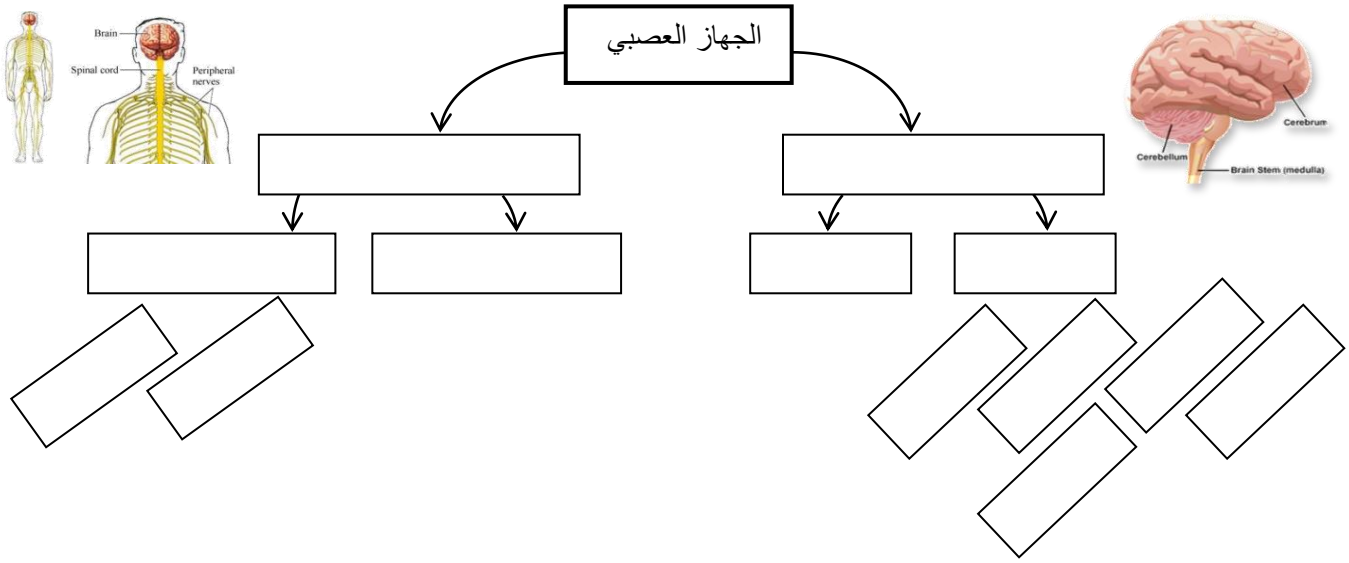 الجهاز العصبي
Brain
Spinal cord
Peripheral
nerves
Cerebrum
Cerebellum
Brain Stem (medulla)